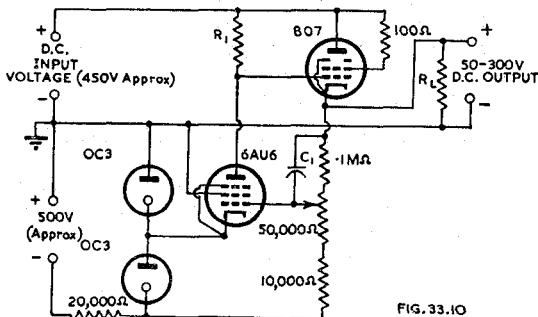 R1
807
100Ω
+
D.C.
INPUT
VOLTAGE (450V Approx)
-
+
50-300V
D.C. OUTPUT
-
RL
OC3
6AU6
C1
·1MΩ
+
500V
(Approx)
-
OC3
50,000Ω
10,000Ω
20,000Ω
FIG. 33.10